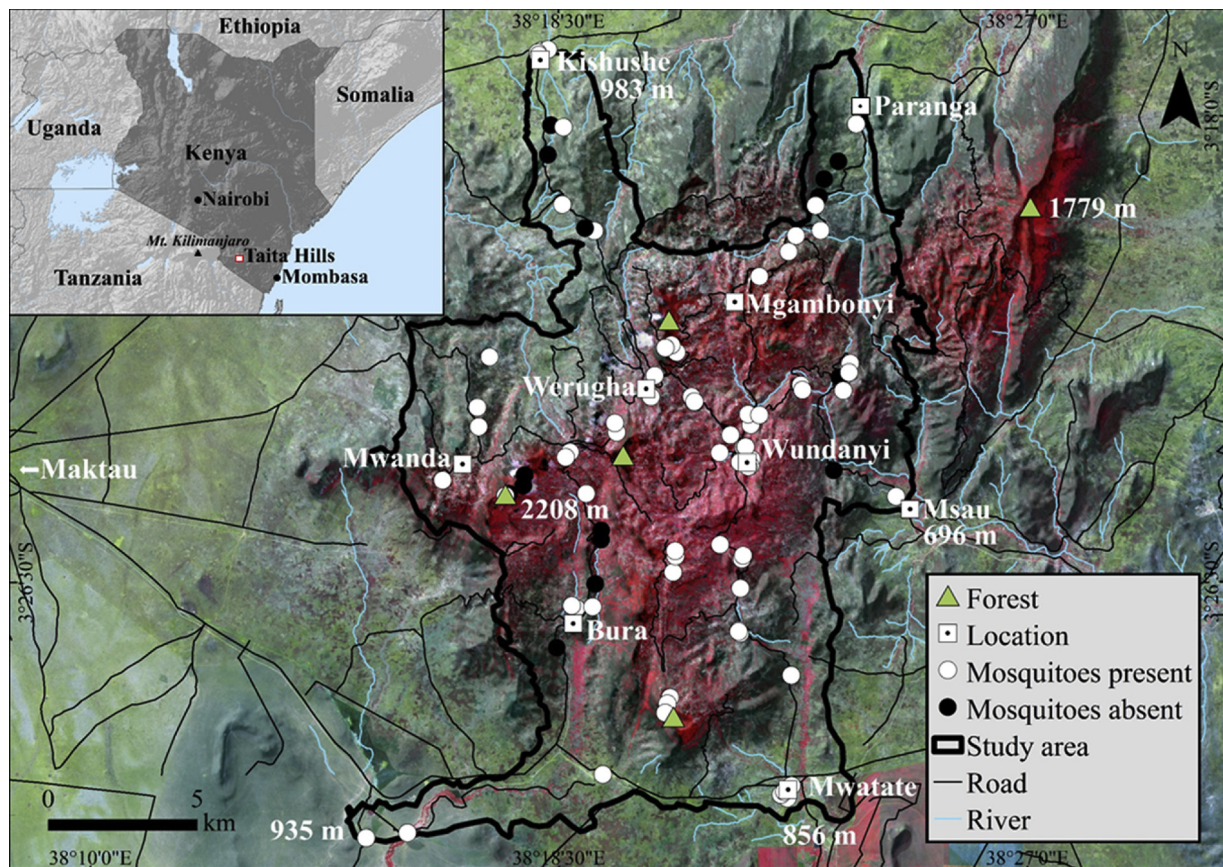 38°18'30"E
38°27'0"E
Ethiopia
Somalia
Uganda
Kenya
Nairobi
Mt. Kilimanjaro
Taita Hills
Tanzania
Mombasa
N
3°18'0"S
Kishushe
983 m
Paranga
1779 m
Mgambonyi
Werugha
Mwanda
Wundanyi
Maktau
2208 m
Msau
696 m
3°26'30"S
3°26'30"S
Bura
Forest
Location
Mosquitoes present
Mosquitoes absent
Study area
Road
River
Mwatate
856 m
0 5
km
935 m
38°10'0"E
38°18'30"E
38°27'0"E